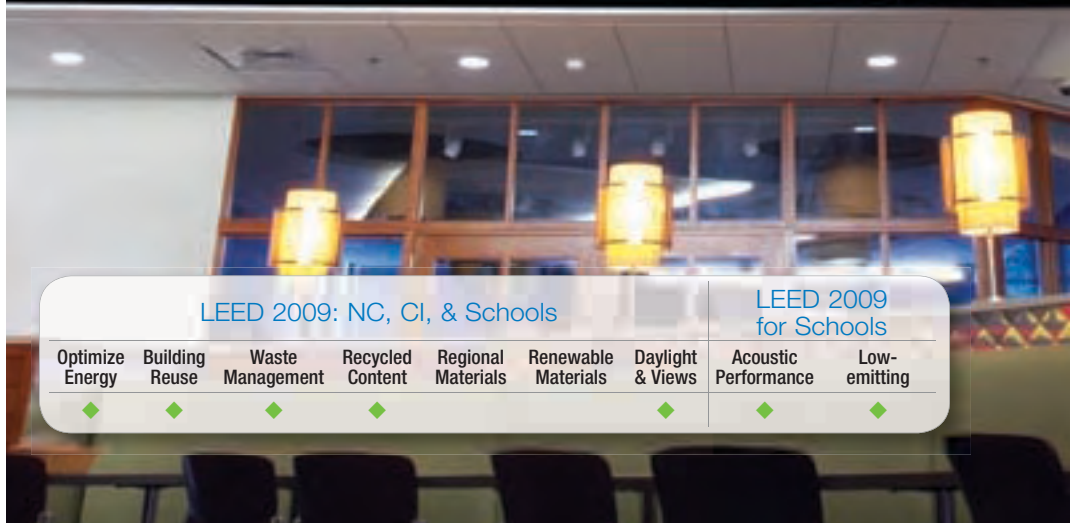 LEED 2009: NC, CI, & Schools
LEED 2009
for Schools
Optimize Energy
Building Reuse
Waste Management
Recycled Content
Regional Materials
Renewable Materials
Daylight & Views
Acoustic Performance
Low-emitting